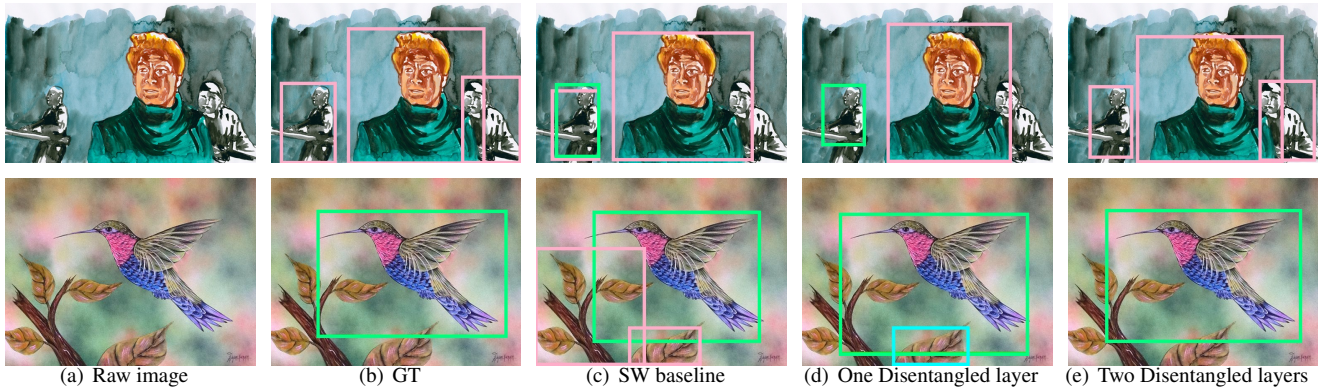 (a) Raw image
(b) GT
(c) SW baseline
(d) One Disentangled layer
(e) Two Disentangled layers